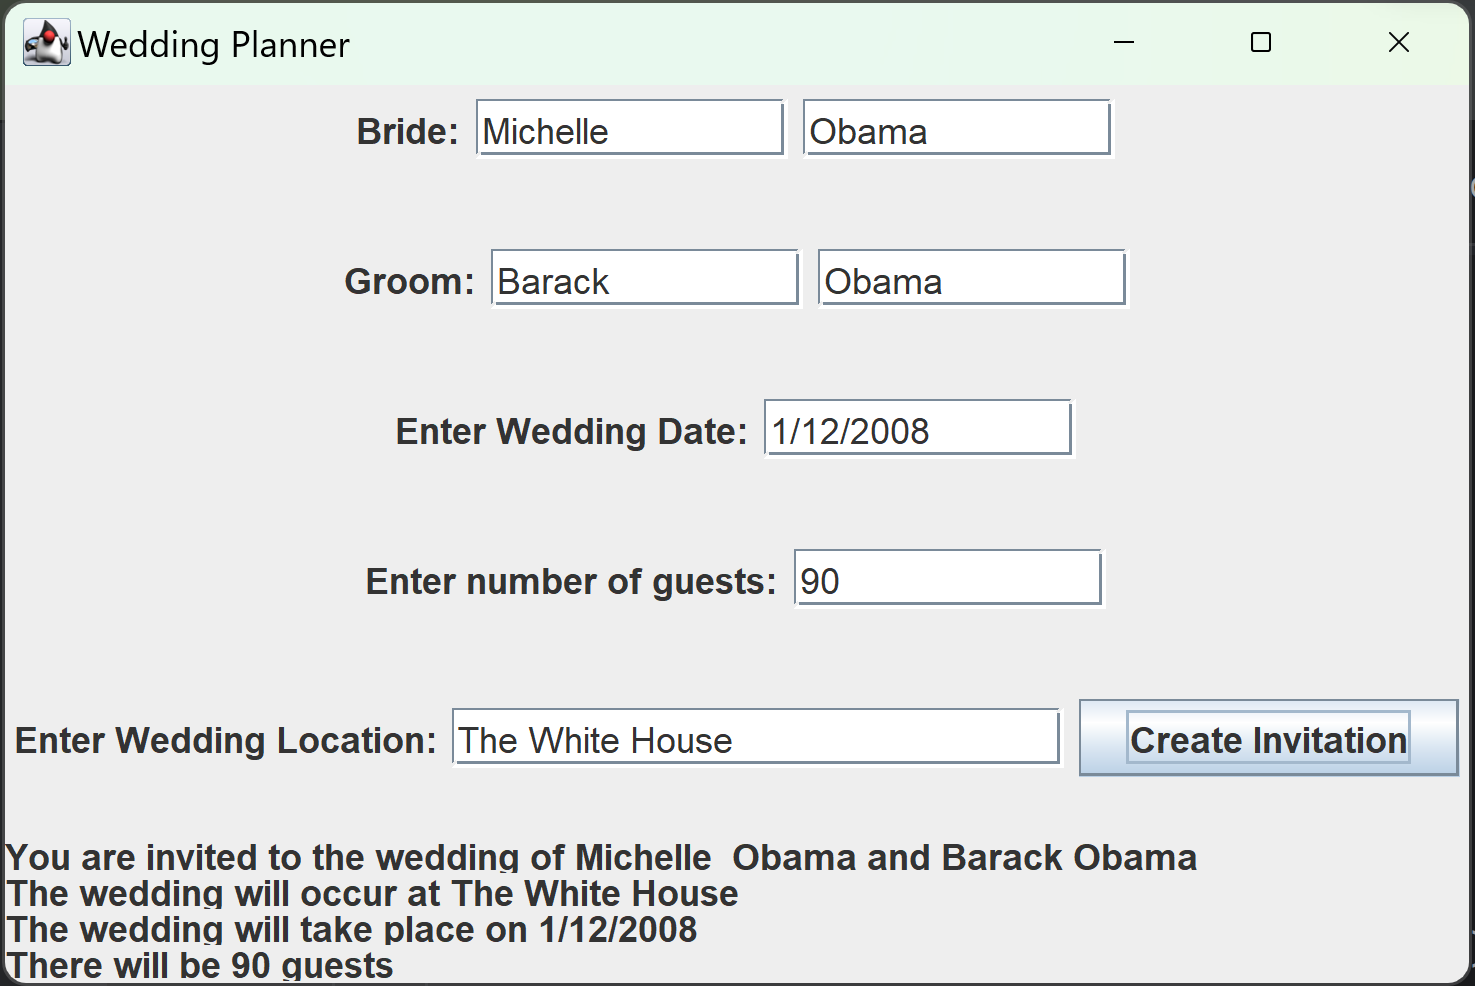 Wedding Planner
Bride: Michelle Obama
Groom: Barack Obama
Enter Wedding Date: 1/12/2008
Enter number of guests: 90
Enter Wedding Location: The White House Create Invitation
You are invited to the wedding of Michelle  Obama and Barack Obama
The wedding will occur at The White House
The wedding will take place on 1/12/2008
There will be 90 guests